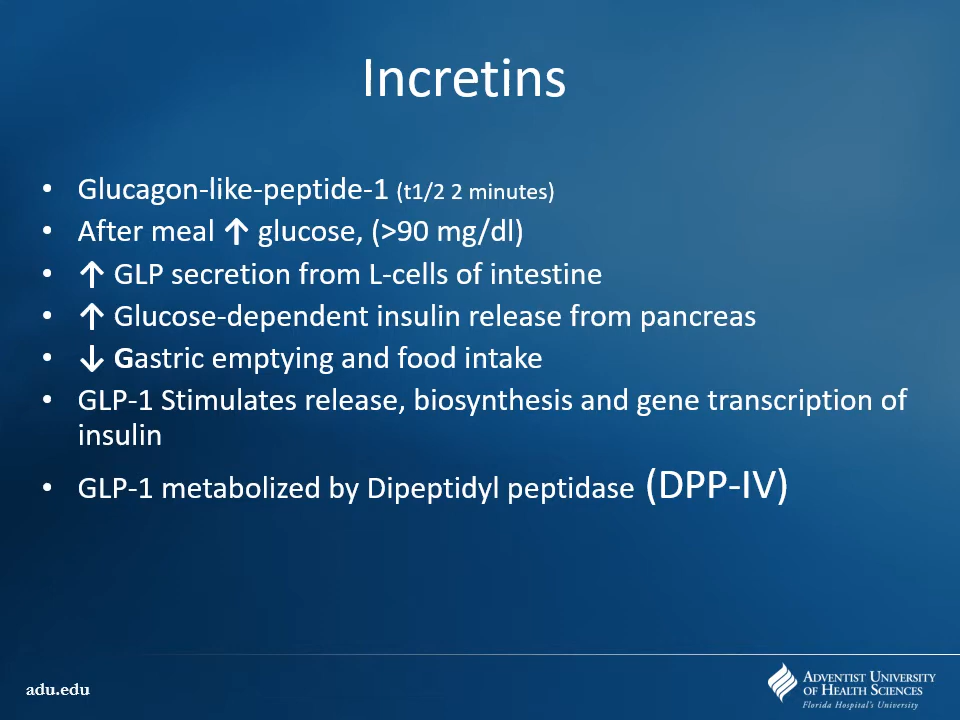 Incretins
• Glucagon-like-peptide-1 (t1/2 2 minutes)
• After meal ↑ glucose, (>90 mg/dl)
• ↑ GLP secretion from L-cells of intestine
• ↑ Glucose-dependent insulin release from pancreas
• ↓ Gastric emptying and food intake
• GLP-1 Stimulates release, biosynthesis and gene transcription of
insulin
• GLP-1 metabolized by Dipeptidyl peptidase (DPP-IV)
adu.edu
ADVENTIST UNIVERSITY
OF HEALTH SCIENCES
Florida Hospital's University